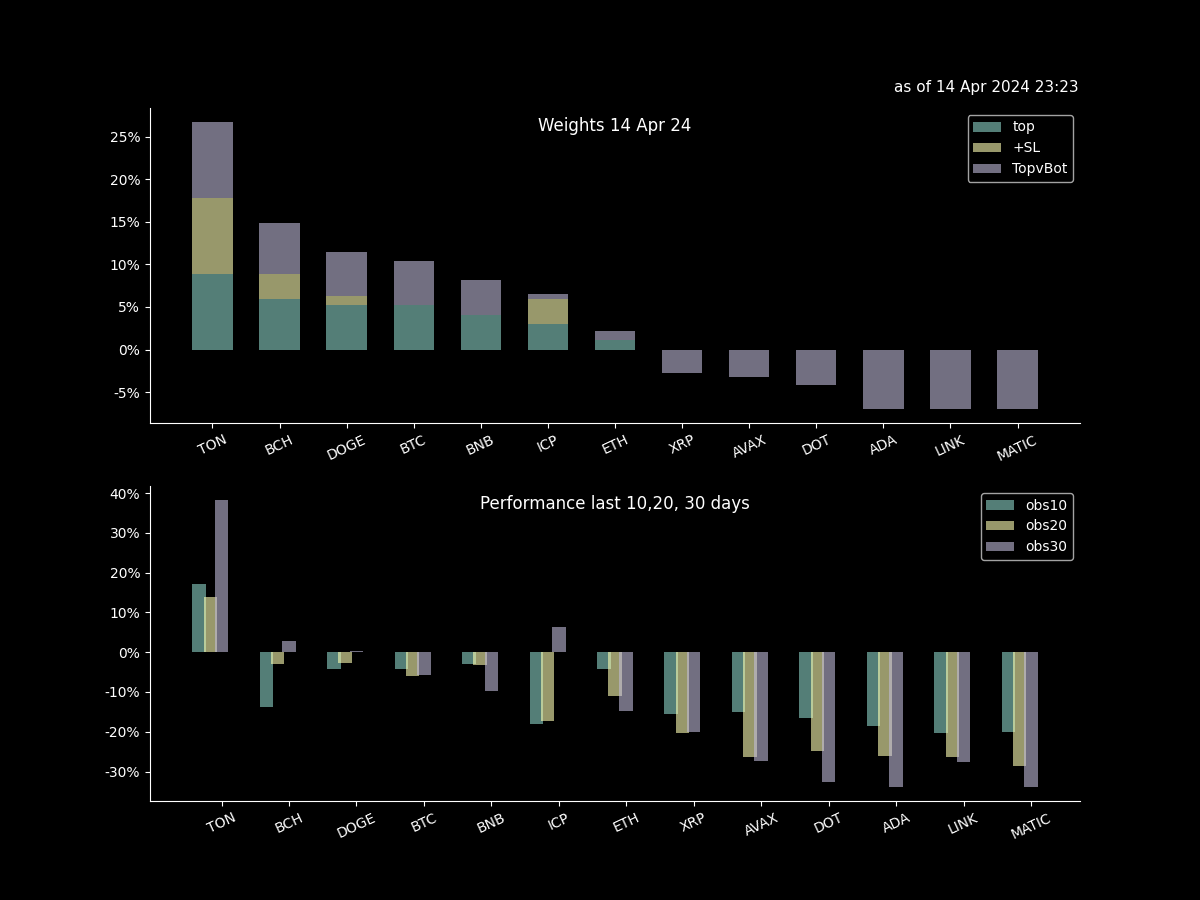 as of 14 Apr 2024 23:23
Weights 14 Apr 24
top
+SL
TopvBot
25%
20%
15%
10%
5%
0%
-5%
TON BCH DOGE BTC BNB ICP ETH XRP AVAX DOT ADA LINK MATIC
Performance last 10,20, 30 days
obs10
obs20
obs30
40%
30%
20%
10%
0%
-10%
-20%
-30%
TON BCH DOGE BTC BNB ICP ETH XRP AVAX DOT ADA LINK MATIC